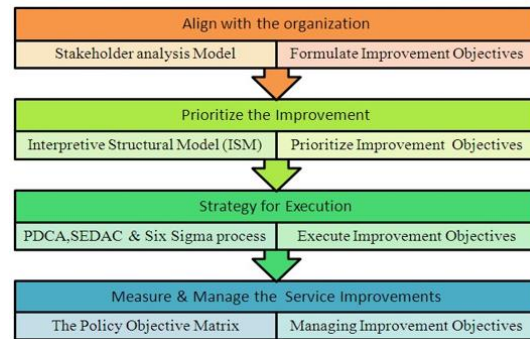 Align with the organization
Stakeholder analysis Model
Formulate Improvement Objectives
Prioritize the Improvement
Interpretive Structural Model (ISM)
Prioritize Improvement Objectives
Strategy for Execution
PDCA,SEDAC & Six Sigma process
Execute Improvement Objectives
Measure & Manage the Service Improvements
The Policy Objective Matrix
Managing Improvement Objectives